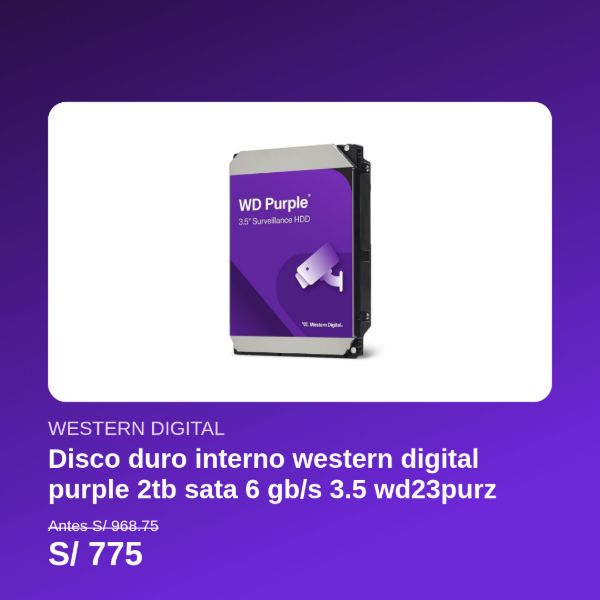 WD Purple®
3.5" Surveillance HDD
Western Digital.
WESTERN DIGITAL
Disco duro interno western digital
purple 2tb sata 6 gb/s 3.5 wd23purz
Antes S/ 968.75
S/ 775